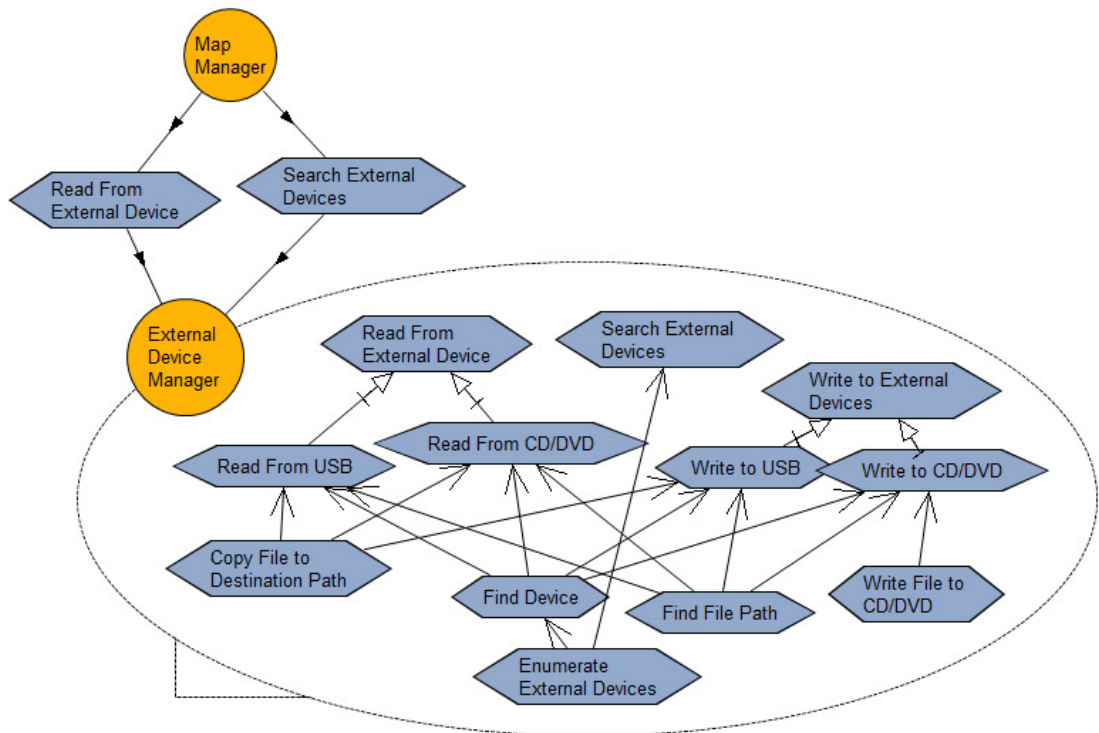 Map
Manager
Read From
External Device
Search External
Devices
External
Device
Manager
Read From
External Device
Search External
Devices
Write to External
Devices
Read From USB
Read From CD/DVD
Write to USB
Write to CD/DVD
Copy File to
Destination Path
Find Device
Find File Path
Write File to
CD/DVD
Enumerate
External Devices